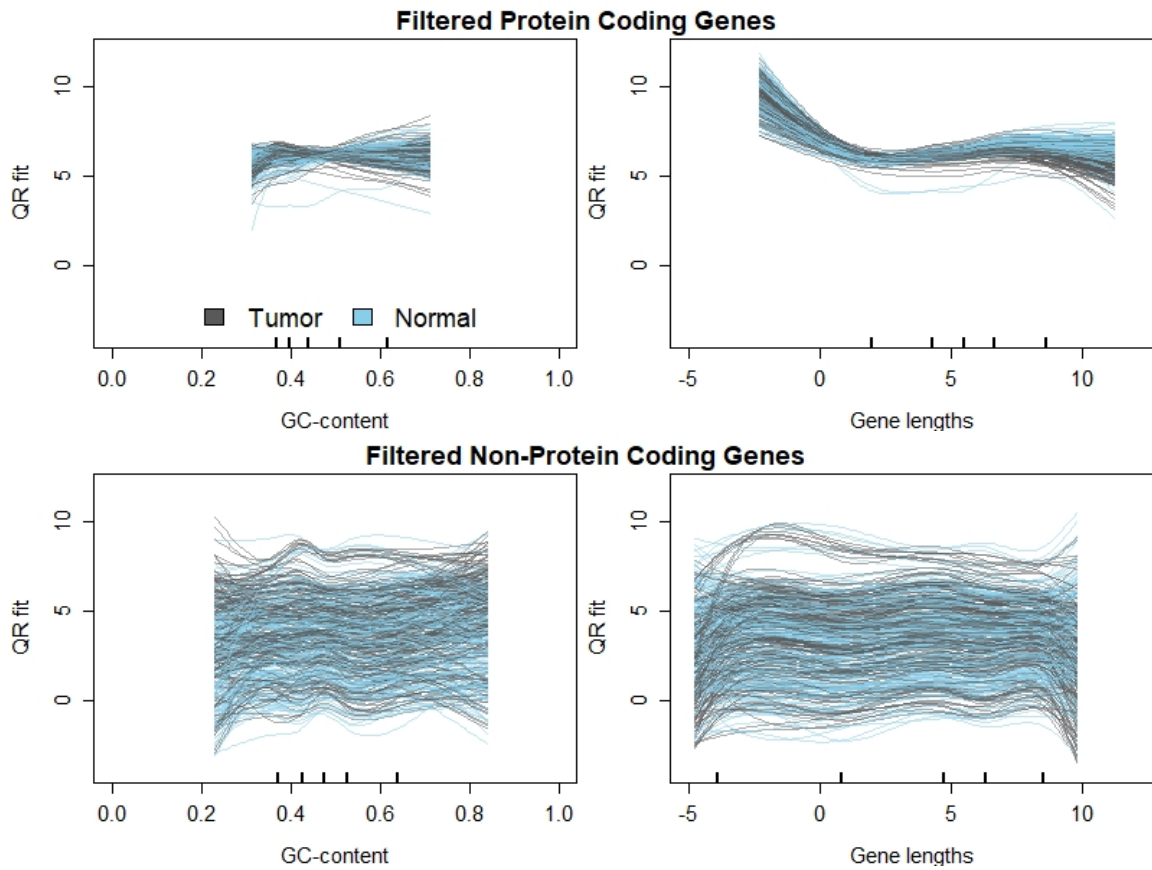 Filtered Protein Coding Genes
QR fit
10
5
0
Tumor Normal
0.0 0.2 0.4 0.6 0.8 1.0
GC-content
QR fit
10
5
0
-5 0 5 10
Gene lengths
Filtered Non-Protein Coding Genes
QR fit
10
5
0
0.0 0.2 0.4 0.6 0.8 1.0
GC-content
QR fit
10
5
0
-5 0 5 10
Gene lengths